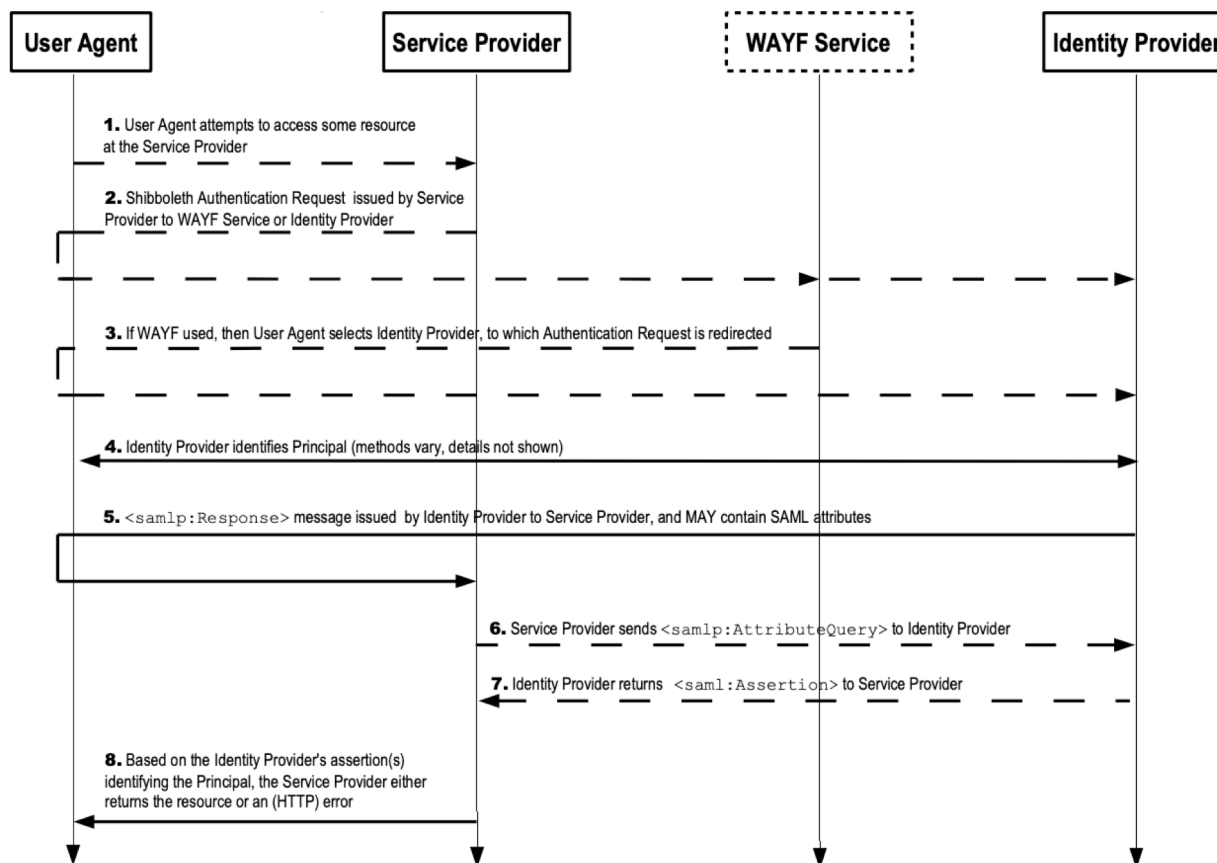 User Agent
Service Provider
WAYF Service
Identity Provider
1. User Agent attempts to access some resource
at the Service Provider
2. Shibboleth Authentication Request issued by Service
Provider to WAYF Service or Identity Provider
3. If WAYF used, then User Agent selects Identity Provider, to which Authentication Request is redirected
4. Identity Provider identifies Principal (methods vary, details not shown)
5. <samlp:Response> message issued by Identity Provider to Service Provider, and MAY contain SAML attributes
6. Service Provider sends <samlp:AttributeQuery> to Identity Provider
7. Identity Provider returns <saml:Assertion> to Service Provider
8. Based on the Identity Provider's assertion(s)
identifying the Principal, the Service Provider either
returns the resource or an (HTTP) error